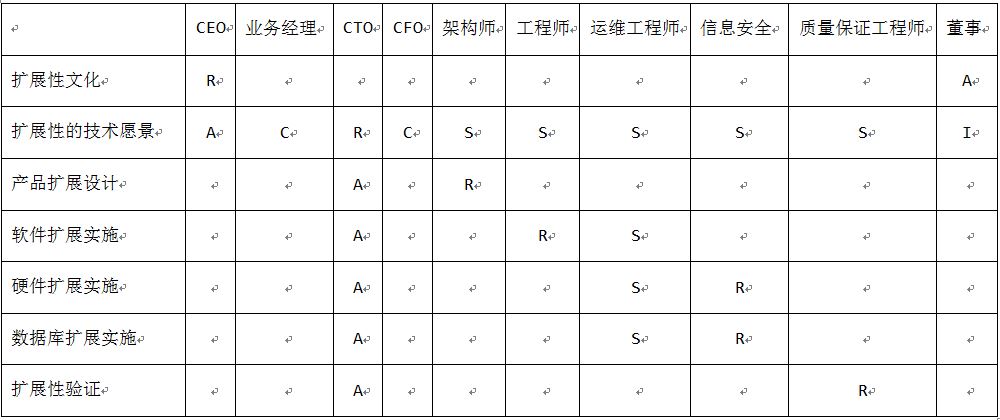 CEO 业务经理 CTO CFO 架构师 工程师 运维工程师 信息安全 质量保证工程师 董事
扩展性文化 R A
扩展性的技术愿景 A C R C S S S S S I
产品扩展设计 A R
软件扩展实施 A R S
硬件扩展实施 A S R
数据库扩展实施 A S R
扩展性验证 A R